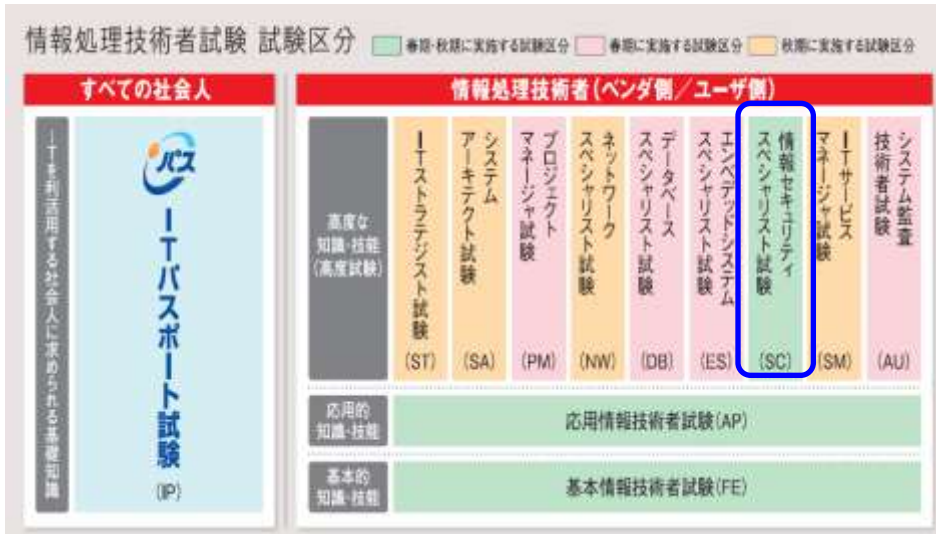 情報処理技術者試験 試験区分
春期・秋期に実施する試験区分
春期に実施する試験区分
秋期に実施する試験区分
すべての社会人
情報処理技術者(ベンダ側/ユーザ側)
ITを利活用する社会人に求められる基礎知識
iパス
ITパスポート試験
(IP)
高度な
知識・技能
(高度試験)
ITストラテジスト試験
(ST)
システム
アーキテクト試験
(SA)
プロジェクト
マネージャ試験
(PM)
ネットワーク
スペシャリスト試験
(NW)
データベース
スペシャリスト試験
(DB)
エンベデッドシステム
スペシャリスト試験
(ES)
情報セキュリティ
スペシャリスト試験
(SC)
ITサービス
マネージャ試験
(SM)
システム監査
技術者試験
(AU)
応用的
知識・技能
応用情報技術者試験(AP)
基本的
知識・技能
基本情報技術者試験(FE)